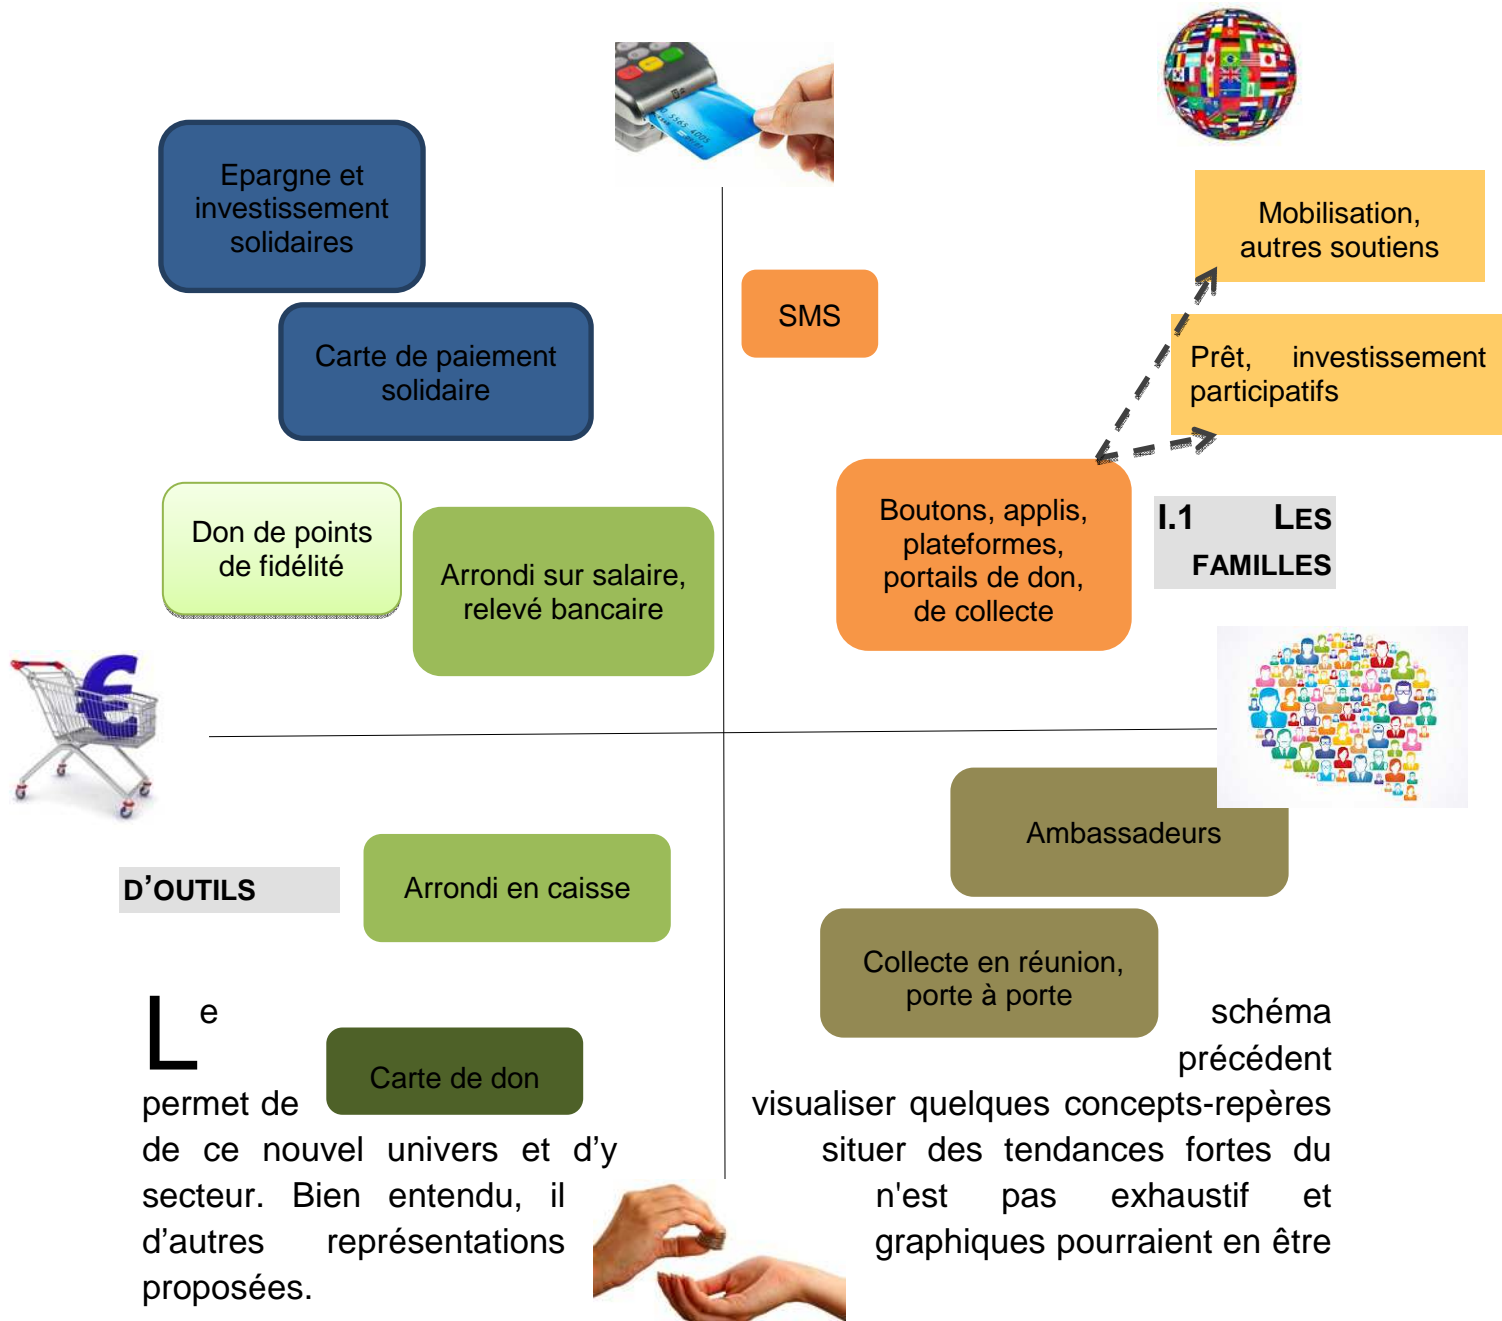 Epargne et
investissement
solidaires
Carte de paiement
solidaire
SMS
Mobilisation,
autres soutiens
Prêt, investissement
participatifs
Don de points
de fidélité
Arrondi sur salaire,
relevé bancaire
Boutons, applis,
plateformes,
portails de don,
de collecte
I.1 LES
FAMILLES
D'OUTILS
Arrondi en caisse
Ambassadeurs
Collecte en réunion,
porte à porte
Carte de don
Le schéma
précédent
permet de visualiser quelques concepts-repères
de ce nouvel univers et d'y situer des tendances fortes du
secteur. Bien entendu, il n'est pas exhaustif et
d'autres représentations graphiques pourraient en être
proposées.
5565 4005
€